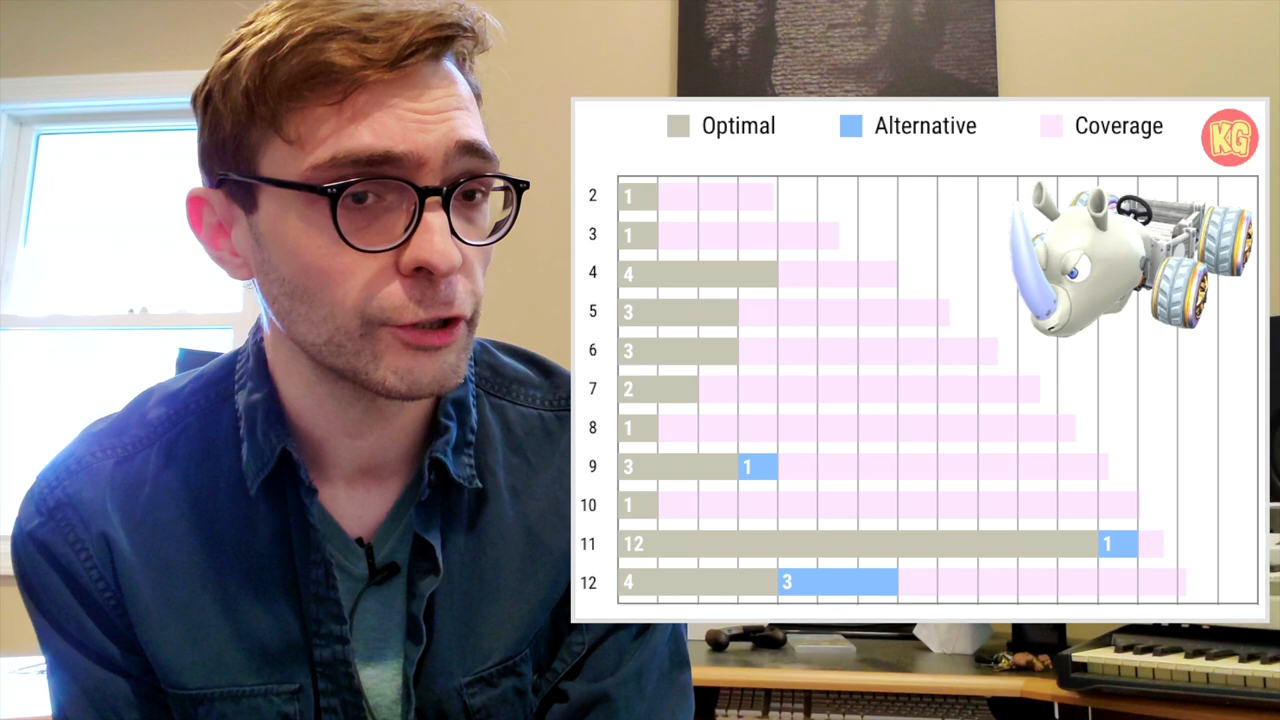 Optimal Alternative Coverage
KG
2 1
3 1
4 4
5 3
6 3
7 2
8 1
9 3 1
10 1
11 12 1
12 4 3